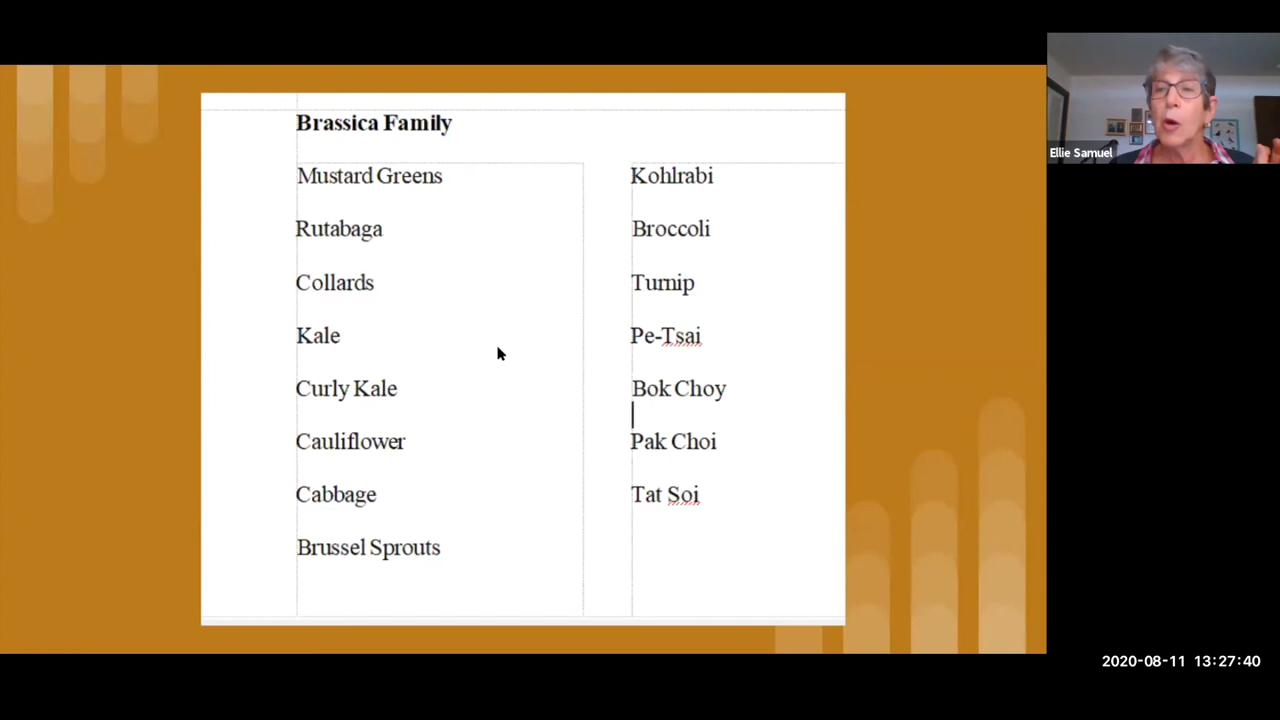 Brassica Family
Mustard Greens
Rutabaga
Collards
Kale
Curly Kale
Cauliflower
Cabbage
Brussel Sprouts
Kohlrabi
Broccoli
Turnip
Pe-Tsai
Bok Choy
Pak Choi
Tat Soi
Ellie Samuel
2020-08-11 13:27:40